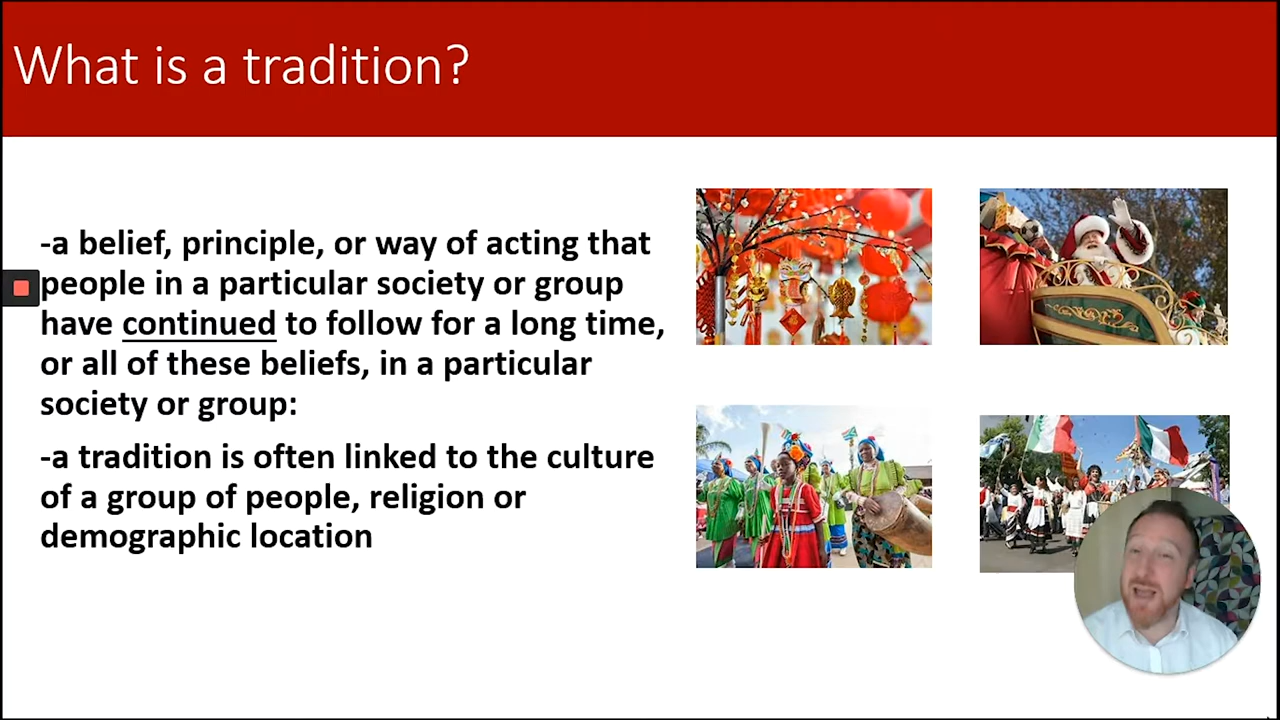 What is a tradition?
-a belief, principle, or way of acting that
people in a particular society or group
have continued to follow for a long time,
or all of these beliefs, in a particular
society or group:
-a tradition is often linked to the culture
of a group of people, religion or
demographic location